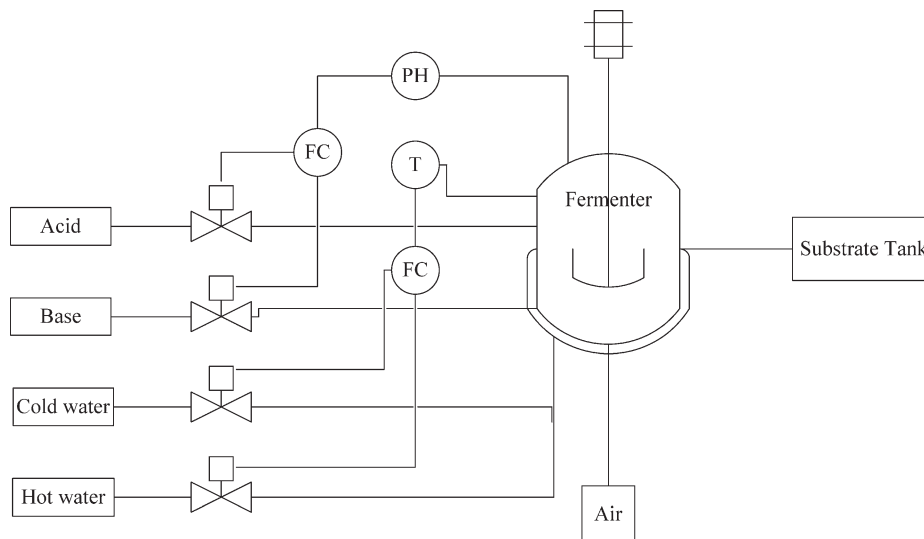 PH
FC
T
Fermenter
Acid
Substrate Tank
FC
Base
Cold water
Hot water
Air